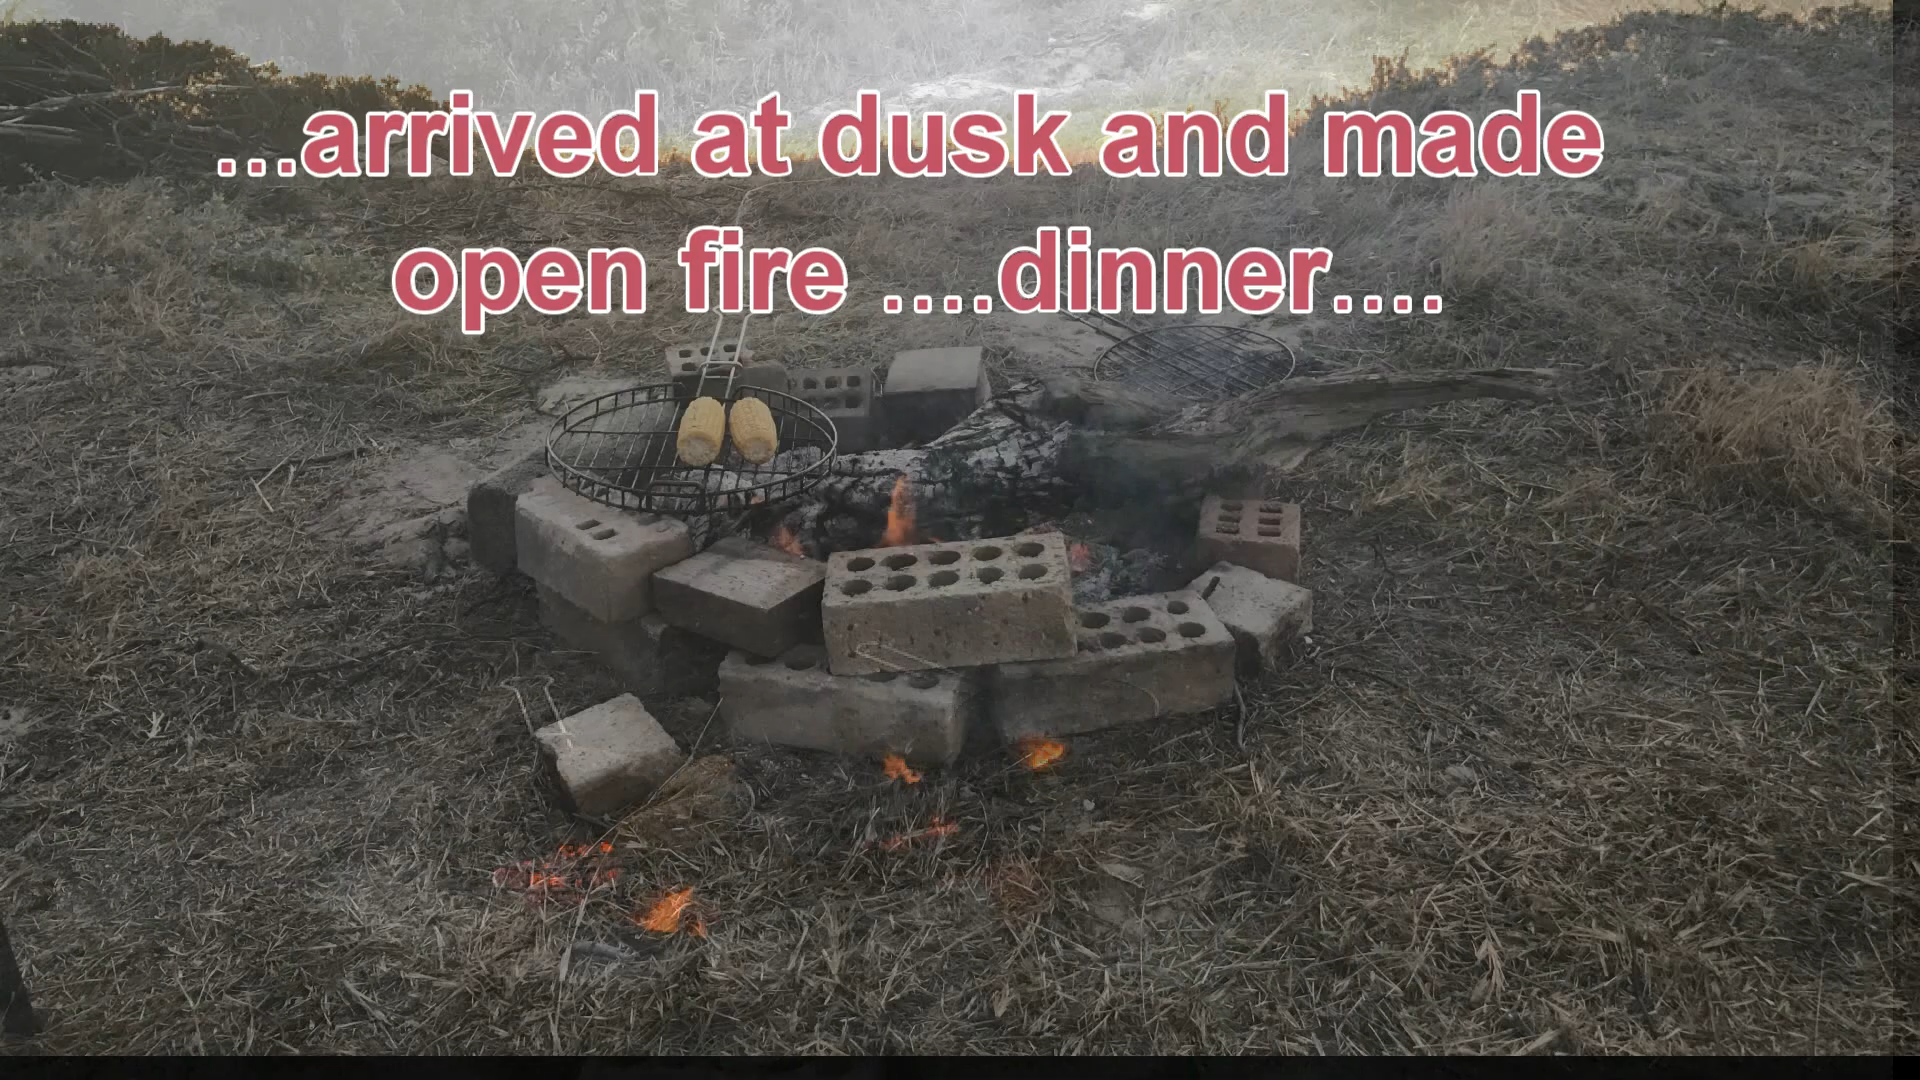 ...arrived at dusk and made
open fire ....dinner....